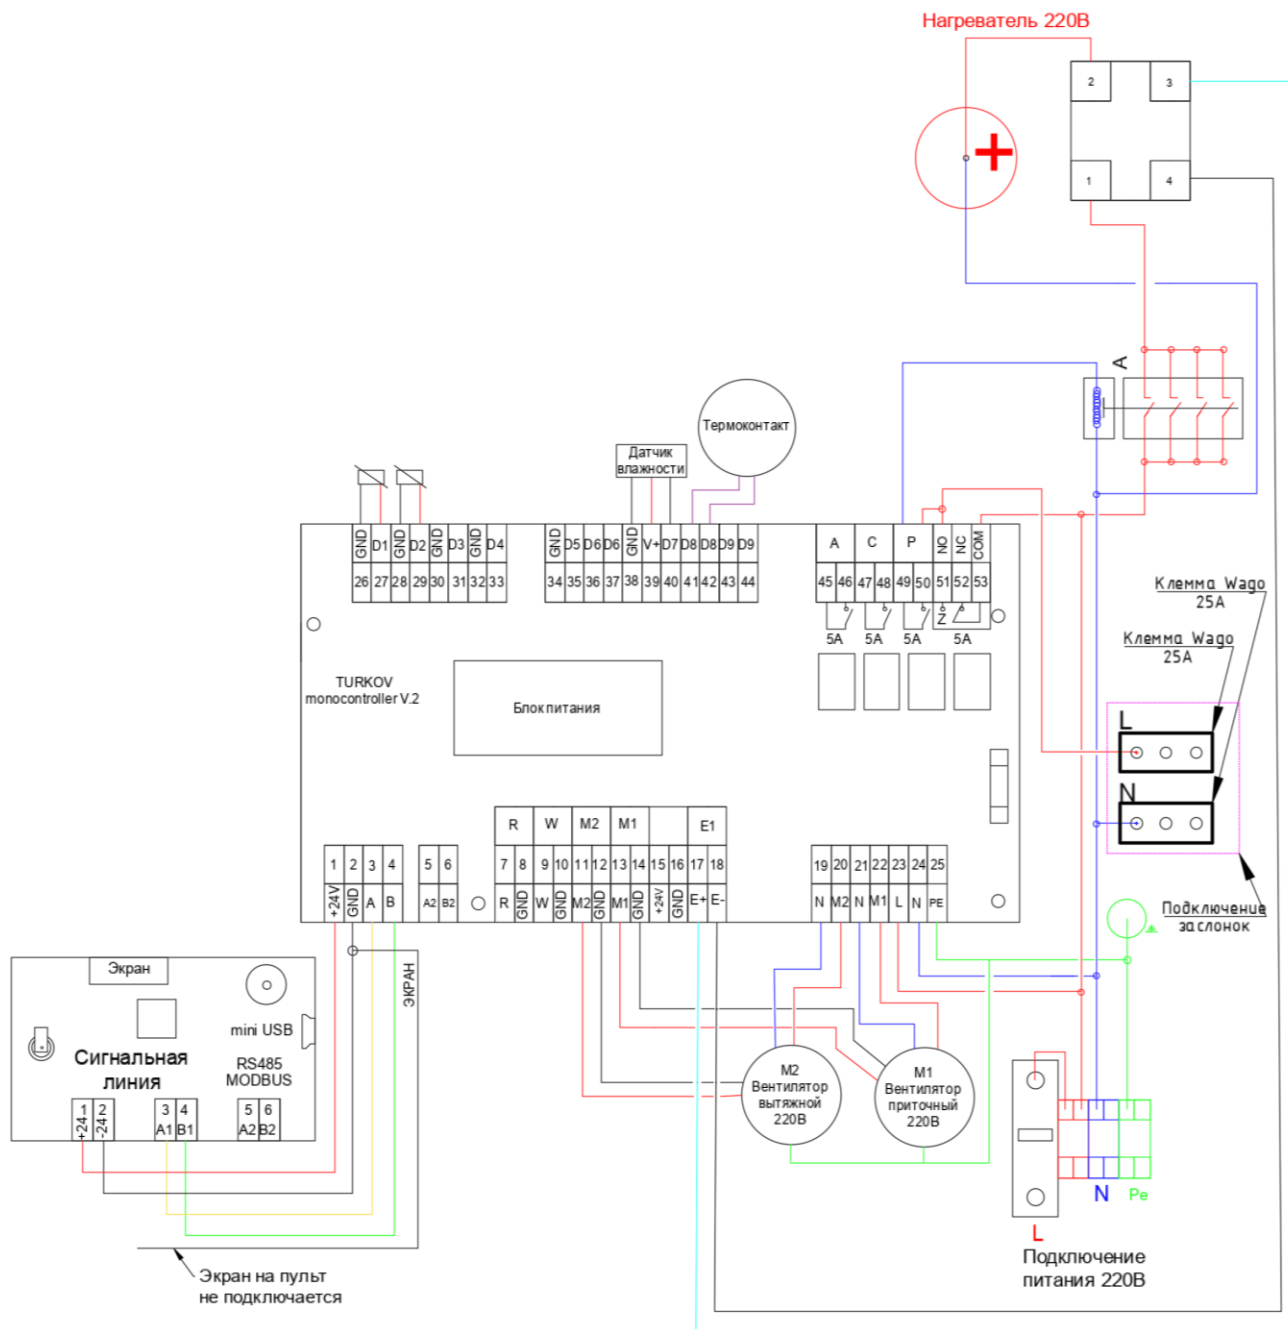 Нагреватель 220В
2
3
1
4
A
Термоконтакт
Датчик
влажности
GND D1 GND D2 GND D3 GND D4
26 27 28 29 30 31 32 33
GND D5 D6 D6 GND V+ D7 D8 D8 D9 D9
34 35 36 37 38 39 40 41 42 43 44
A C P NO NC COM
45 46 47 48 49 50 51 52 53
Z
5A 5A 5A 5A
Клемма Wago
25А
Клемма Wago
25А
TURKOV
monocontroller V.2
Блок питания
L
N
Подключение
заслонок
R W M2 M1 E1
1 2 3 4
5 6
7 8 9 10 11 12 13 14 15 16 17 18
19 20 21 22 23 24 25
+24V GND A B
A2 B2
R GND W GND M2 GND M1 GND +24V GND E+ E-
N M2 N M1 L N PE
ЭКРАН
Экран
mini USB
Сигнальная
линия
RS485
MODBUS
1 2
+24 -24
3 4
A1 B1
5 6
A2 B2
M2
Вентилятор
вытяжной
220В
M1
Вентилятор
приточный
220В
N
Pe
L
Подключение
питания 220В
Экран на пульт
не подключается